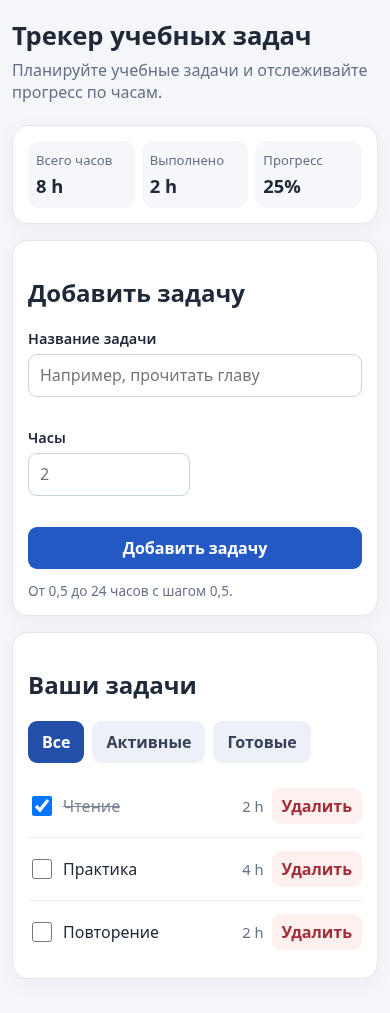 Трекер учебных задач
Планируйте учебные задачи и отслеживайте
прогресс по часам.
Всего часов
8 h
Выполнено
2 h
Прогресс
25%
Добавить задачу
Название задачи
Например, прочитать главу
Часы
2
Добавить задачу
От 0,5 до 24 часов с шагом 0,5.
Ваши задачи
Все Активные Готовые
Чтение 2 h Удалить
Практика 4 h Удалить
Повторение 2 h Удалить